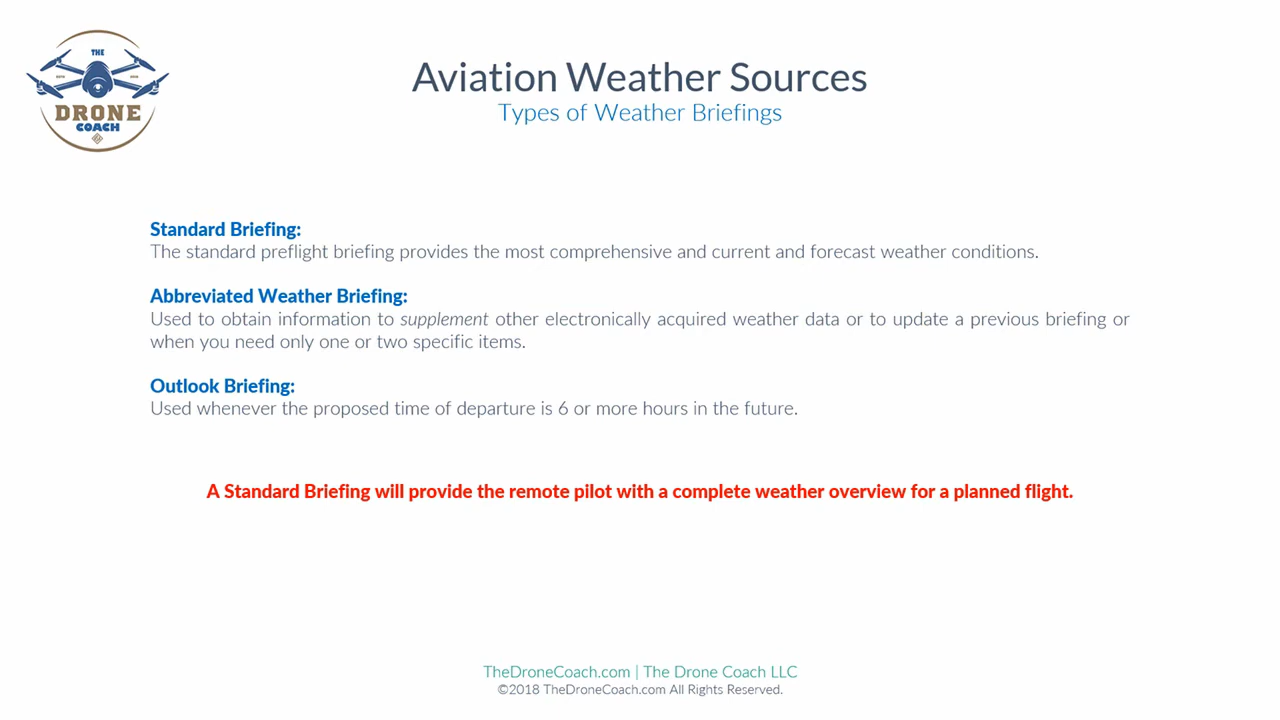 THE
DRONE
COACH
Aviation Weather Sources
Types of Weather Briefings
Standard Briefing:
The standard preflight briefing provides the most comprehensive and current and forecast weather conditions.
Abbreviated Weather Briefing:
Used to obtain information to supplement other electronically acquired weather data or to update a previous briefing or
when you need only one or two specific items.
Outlook Briefing:
Used whenever the proposed time of departure is 6 or more hours in the future.
A Standard Briefing will provide the remote pilot with a complete weather overview for a planned flight.
TheDroneCoach.com | The Drone Coach LLC
©2018 TheDroneCoach.com All Rights Reserved.